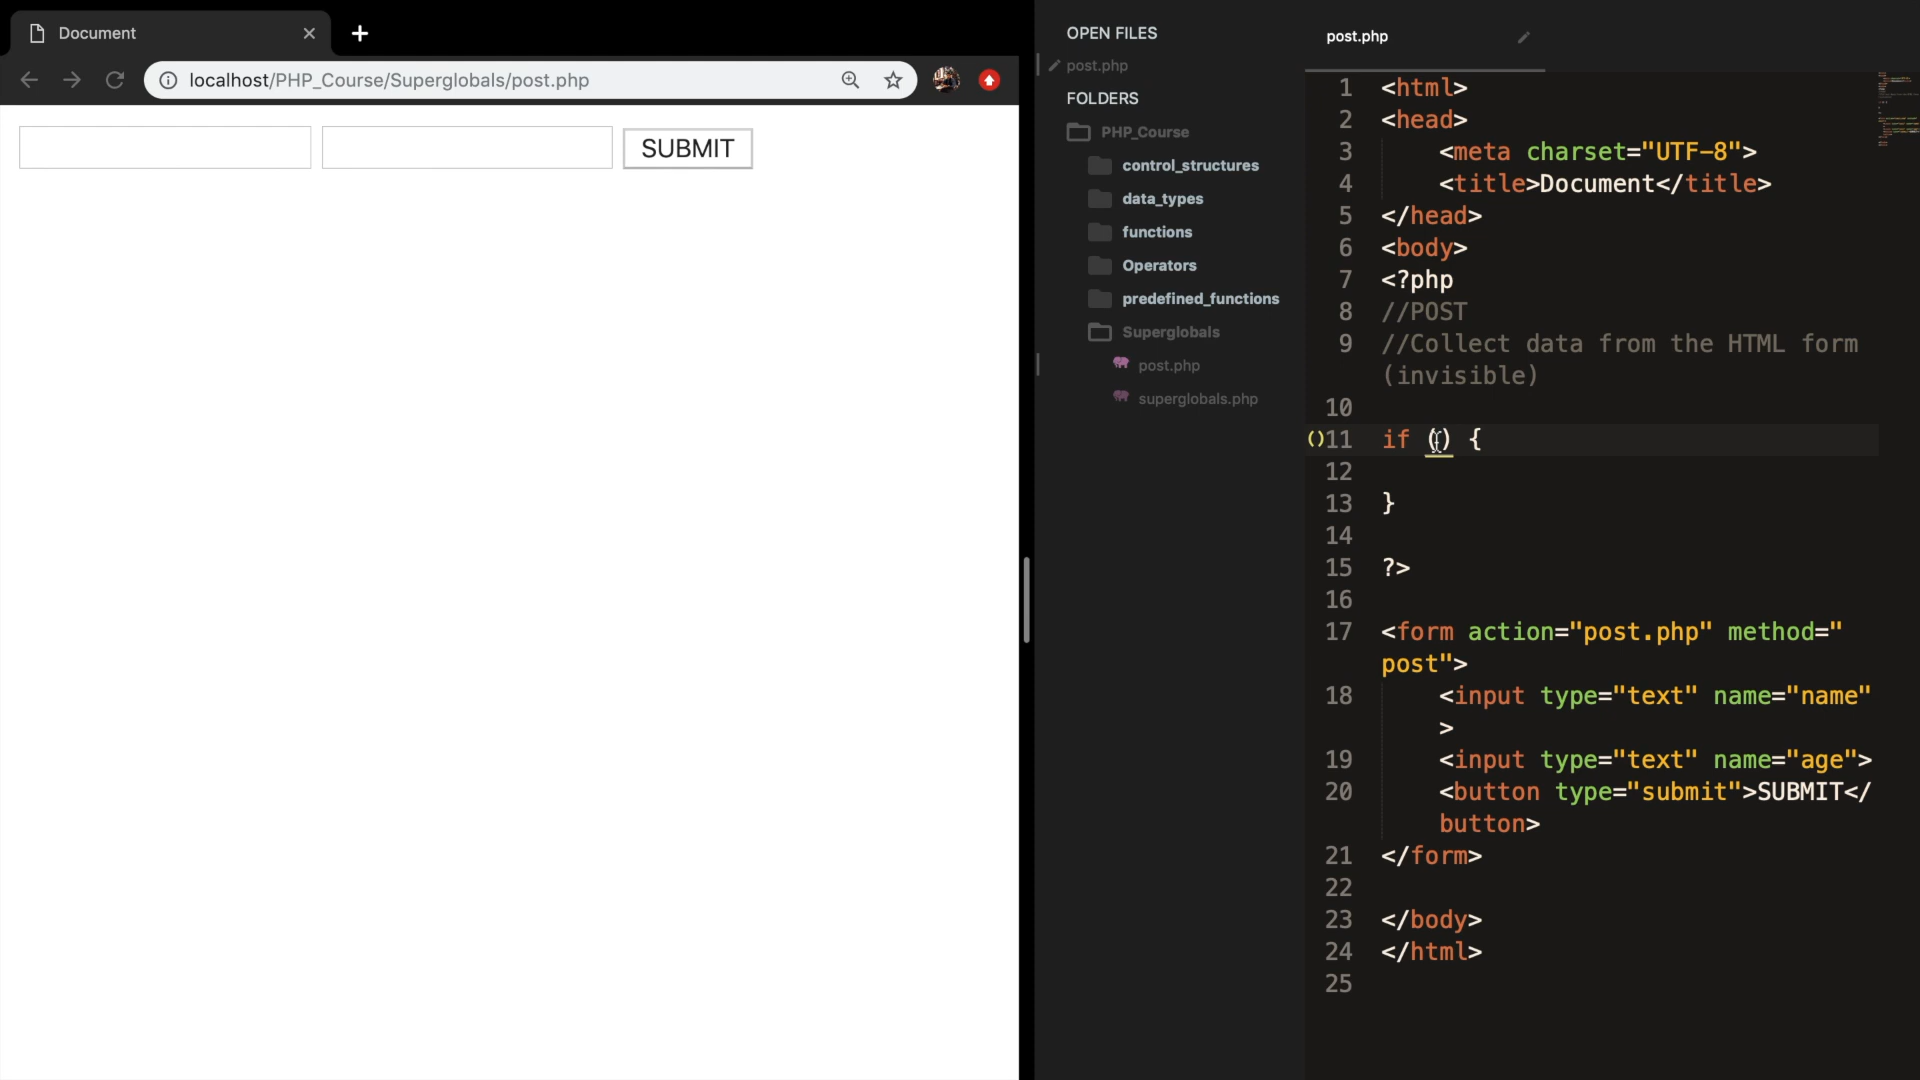 Document
localhost/PHP_Course/Superglobals/post.php
SUBMIT
OPEN FILES
post.php
FOLDERS
PHP_Course
control_structures
data_types
functions
Operators
predefined_functions
Superglobals
post.php
superglobals.php
post.php
1 <html>
2 <head>
3 <meta charset="UTF-8">
4 <title>Document</title>
5 </head>
6 <body>
7 <?php
8 //POST
9 //Collect data from the HTML form
(invisible)
10
()11 if () {
12
13 }
14
15 ?>
16
17 <form action="post.php" method="
post">
18 <input type="text" name="name"
>
19 <input type="text" name="age">
20 <button type="submit">SUBMIT</
button>
21 </form>
22
23 </body>
24 </html>
25